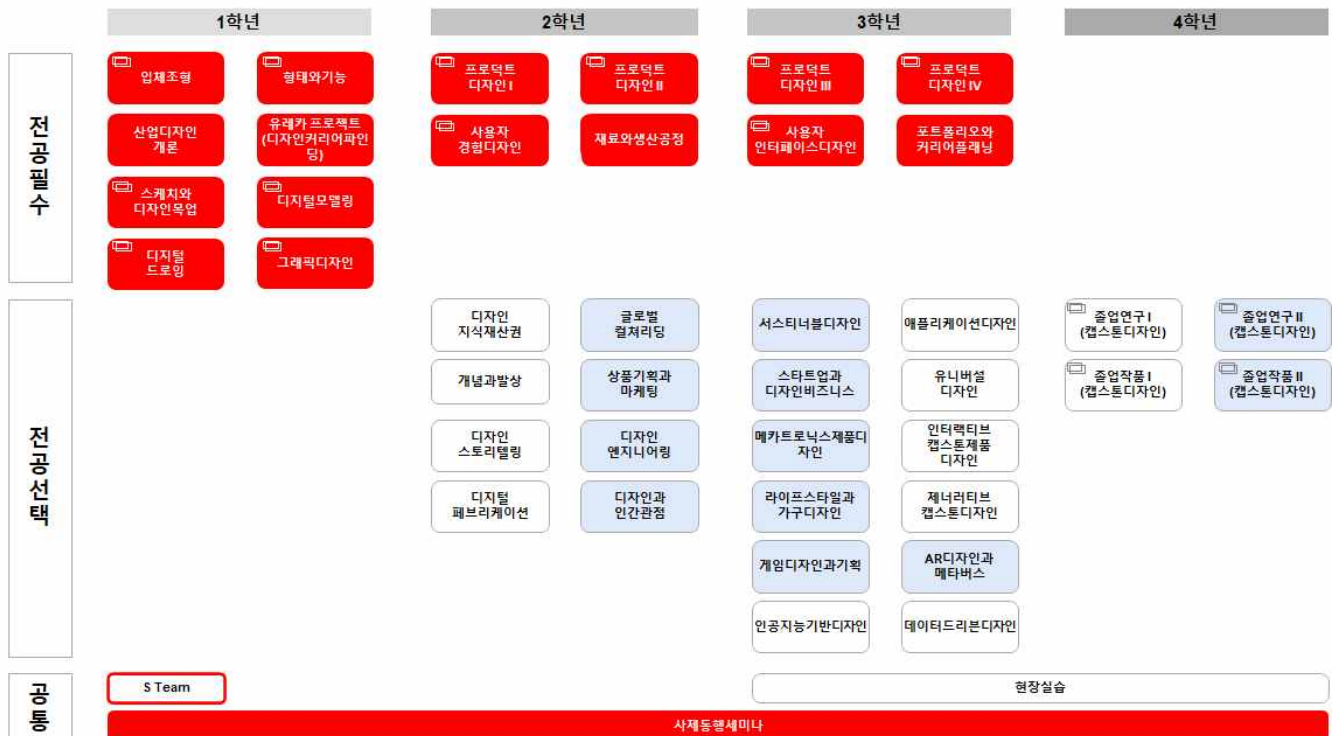 1학년
2학년
3학년
4학년
전공필수
입체조형
형태와기능
프로덕트
디자인 I
프로덕트
디자인 II
프로덕트
디자인 III
프로덕트
디자인 IV
산업디자인
개론
유레카 프로젝트
(디자인커리어파인
딩)
사용자
경험디자인
재료와생산공정
사용자
인터페이스디자인
포트폴리오와
커리어플래닝
스케치와
디자인목업
디지털모델링
디지털
드로잉
그래픽디자인
전공선택
디자인
지식재산권
글로벌
컬쳐리딩
서스티너블디자인
애플리케이션디자인
졸업연구 I
(캡스톤디자인)
졸업연구 II
(캡스톤디자인)
개념과발상
상품기획과
마케팅
스타트업과
디자인비즈니스
유니버설
디자인
졸업작품 I
(캡스톤디자인)
졸업작품 II
(캡스톤디자인)
디자인
스토리텔링
디자인
엔지니어링
메카트로닉스제품디
자인
인터랙티브
캡스톤제품
디자인
디지털
페브리케이션
디자인과
인간관점
라이프스타일과
가구디자인
제너러티브
캡스톤디자인
게임디자인과기획
AR디자인과
메타버스
인공지능기반디자인
데이터드리븐디자인
공통
S Team
현장실습
사제동행세미나